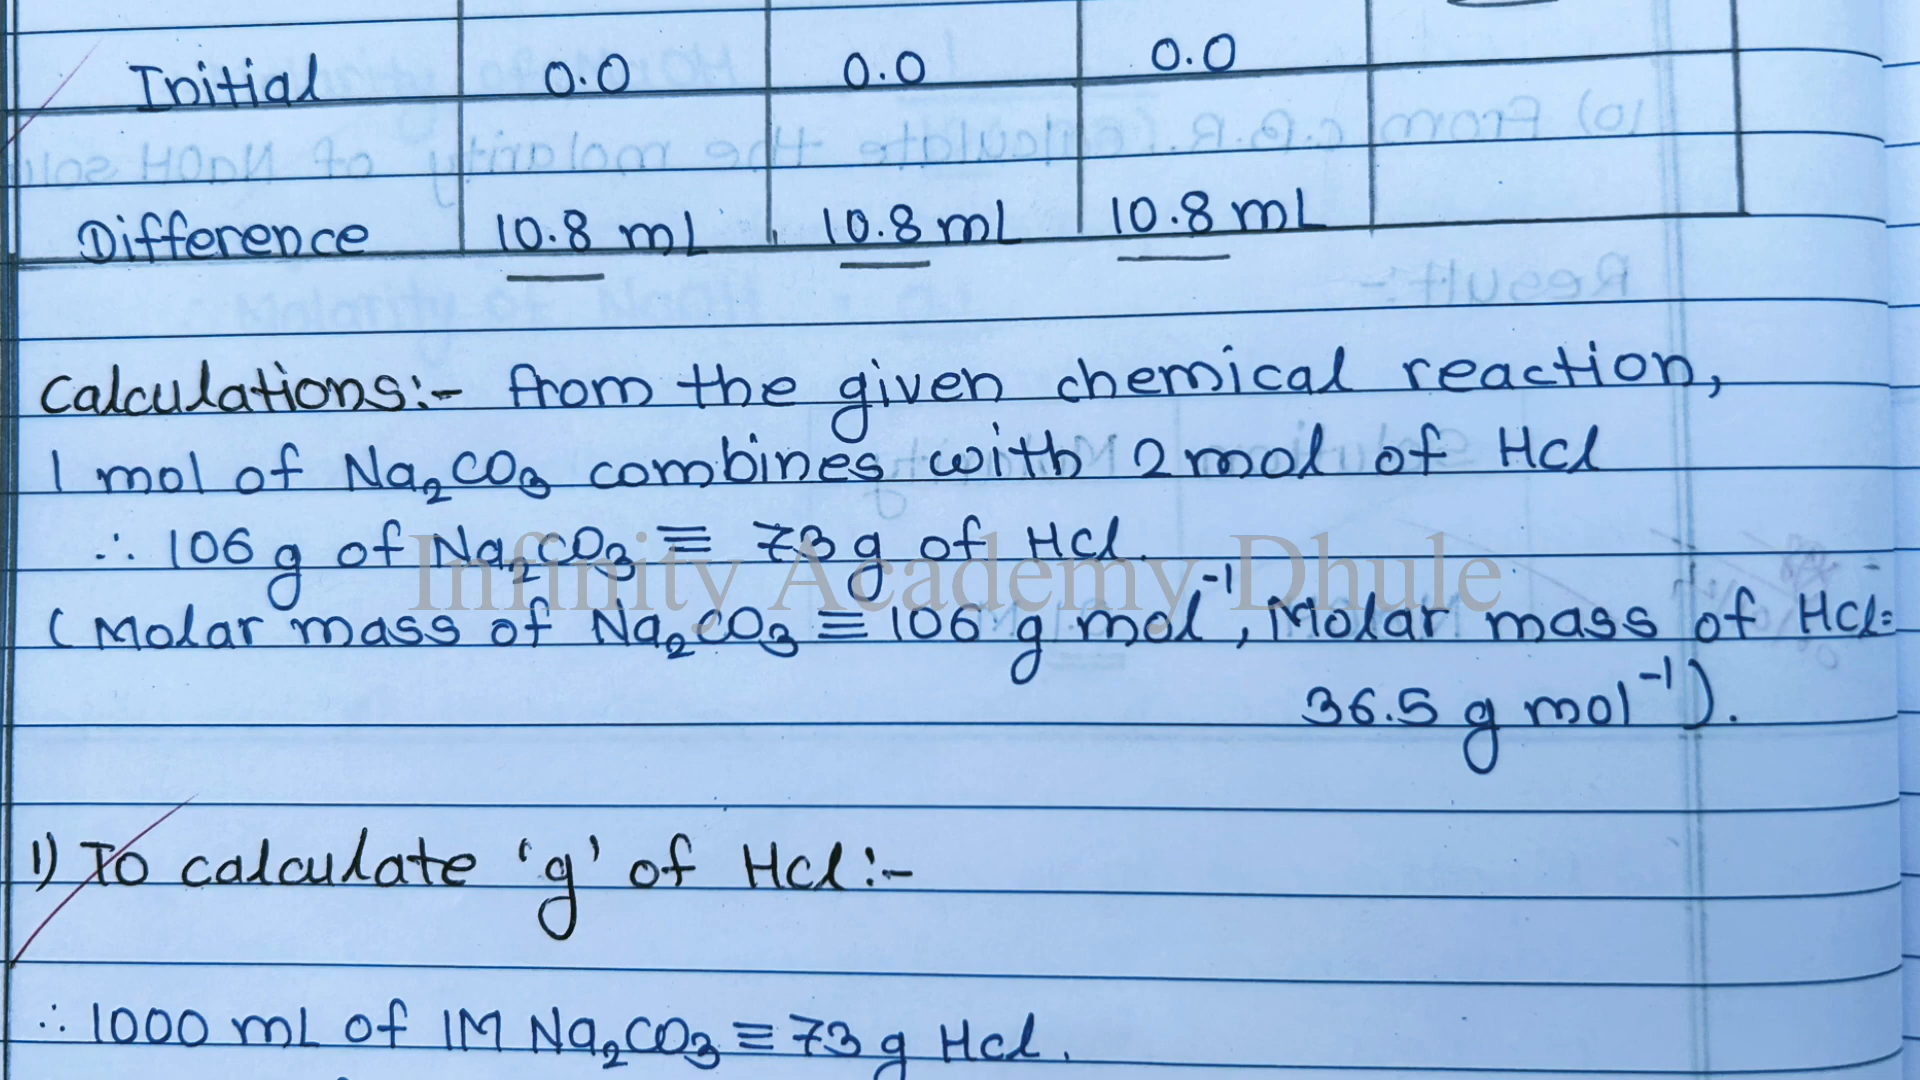 Initial 0.0 0.0 0.0
Difference 10.8 mL 10.8 mL 10.8 mL
Calculations:- from the given chemical reaction,
1 mol of Na₂CO₃ combines with 2 mol of HCl
∴ 106 g of Na₂CO₃ ≡ 73 g of HCl.
Infinity Academy Dhule
(Molar mass of Na₂CO₃ ≡ 106 g mol⁻¹, Molar mass of HCl=
36.5 g mol⁻¹).
1) To calculate 'g' of HCl:-
∴ 1000 mL of 1M Na₂CO₃ ≡ 73 g HCl.